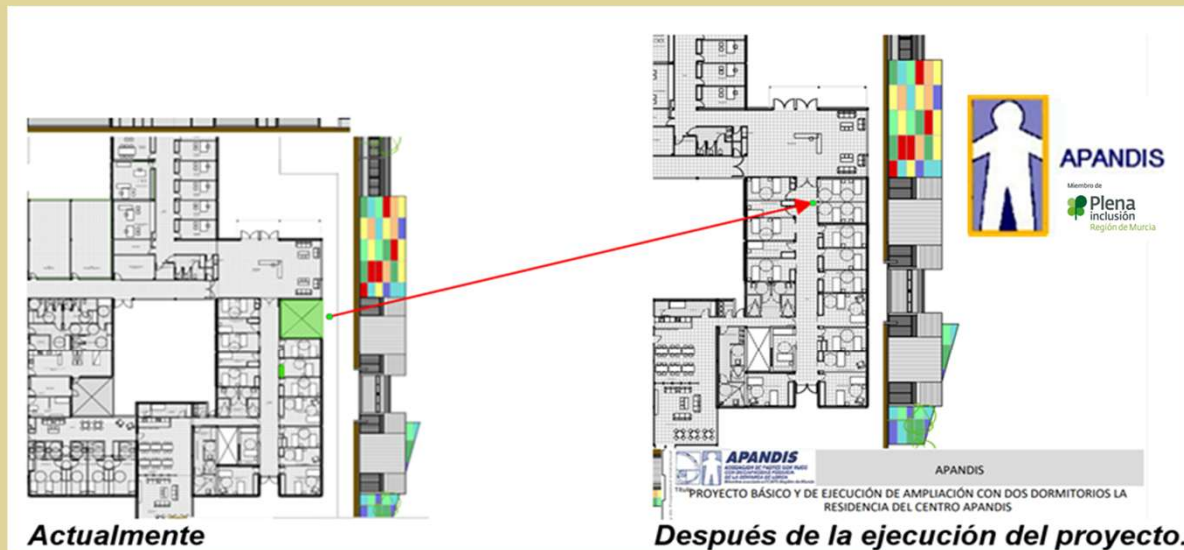 APANDIS
Miembro de
Plena
inclusión
Región de Murcia
APANDIS
APANDIS
PROYECTO BÁSICO Y DE EJECUCIÓN DE AMPLIACIÓN CON DOS DORMITORIOS LA
RESIDENCIA DEL CENTRO APANDIS
Actualmente
Después de la ejecución del proyecto.